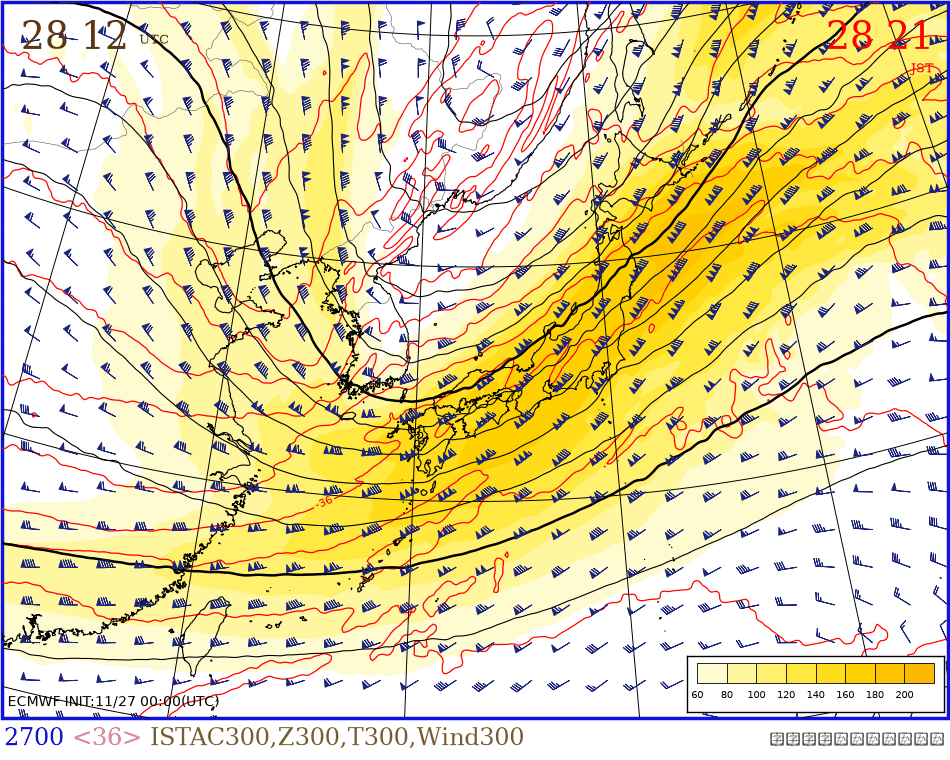 28 12 UTC
28 21
JST
-36
60 80 100 120 140 160 180 200
ECMWF INIT:11/27 00:00(UTC)
2700 <36> ISTAC300,Z300,T300,Wind300